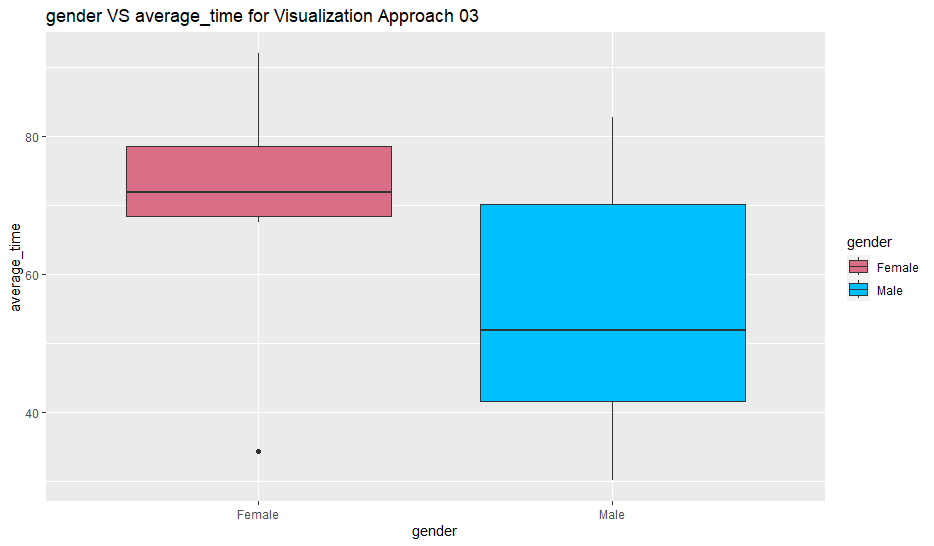 gender VS average_time for Visualization Approach 03
average_time
80
60
40
Female
Male
gender
gender
Female
Male